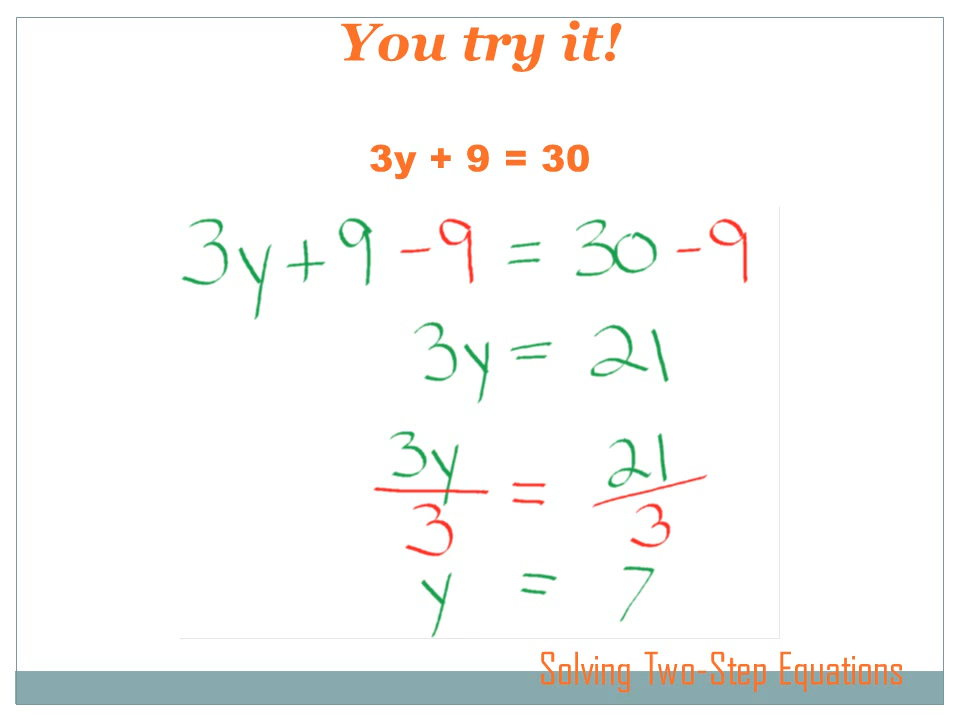 You try it!
3y + 9 = 30
3y + 9 - 9 = 30 - 9
3y = 21
3y/3 = 21/3
y = 7
Solving Two-Step Equations